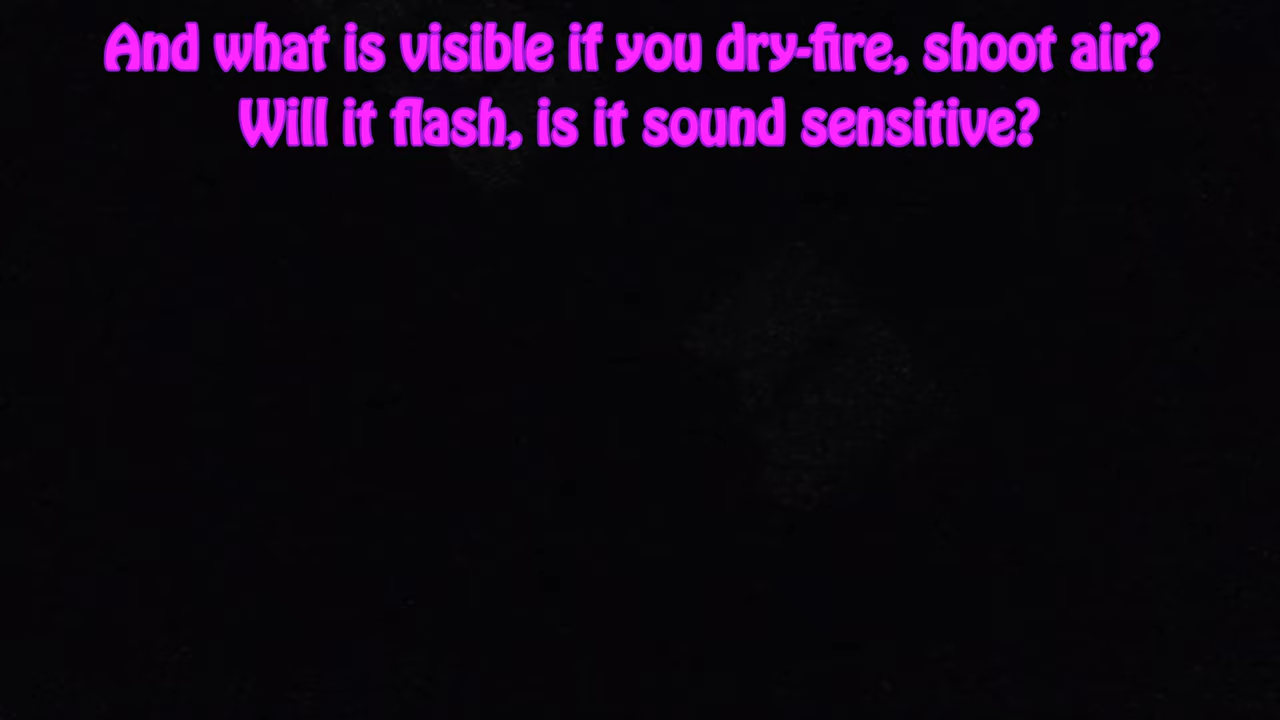 And what is visible if you dry-fire, shoot air?
Will it flash, is it sound sensitive?